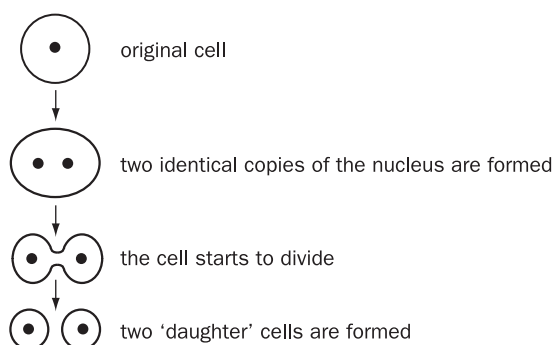 original cell
two identical copies of the nucleus are formed
the cell starts to divide
two ‘daughter’ cells are formed